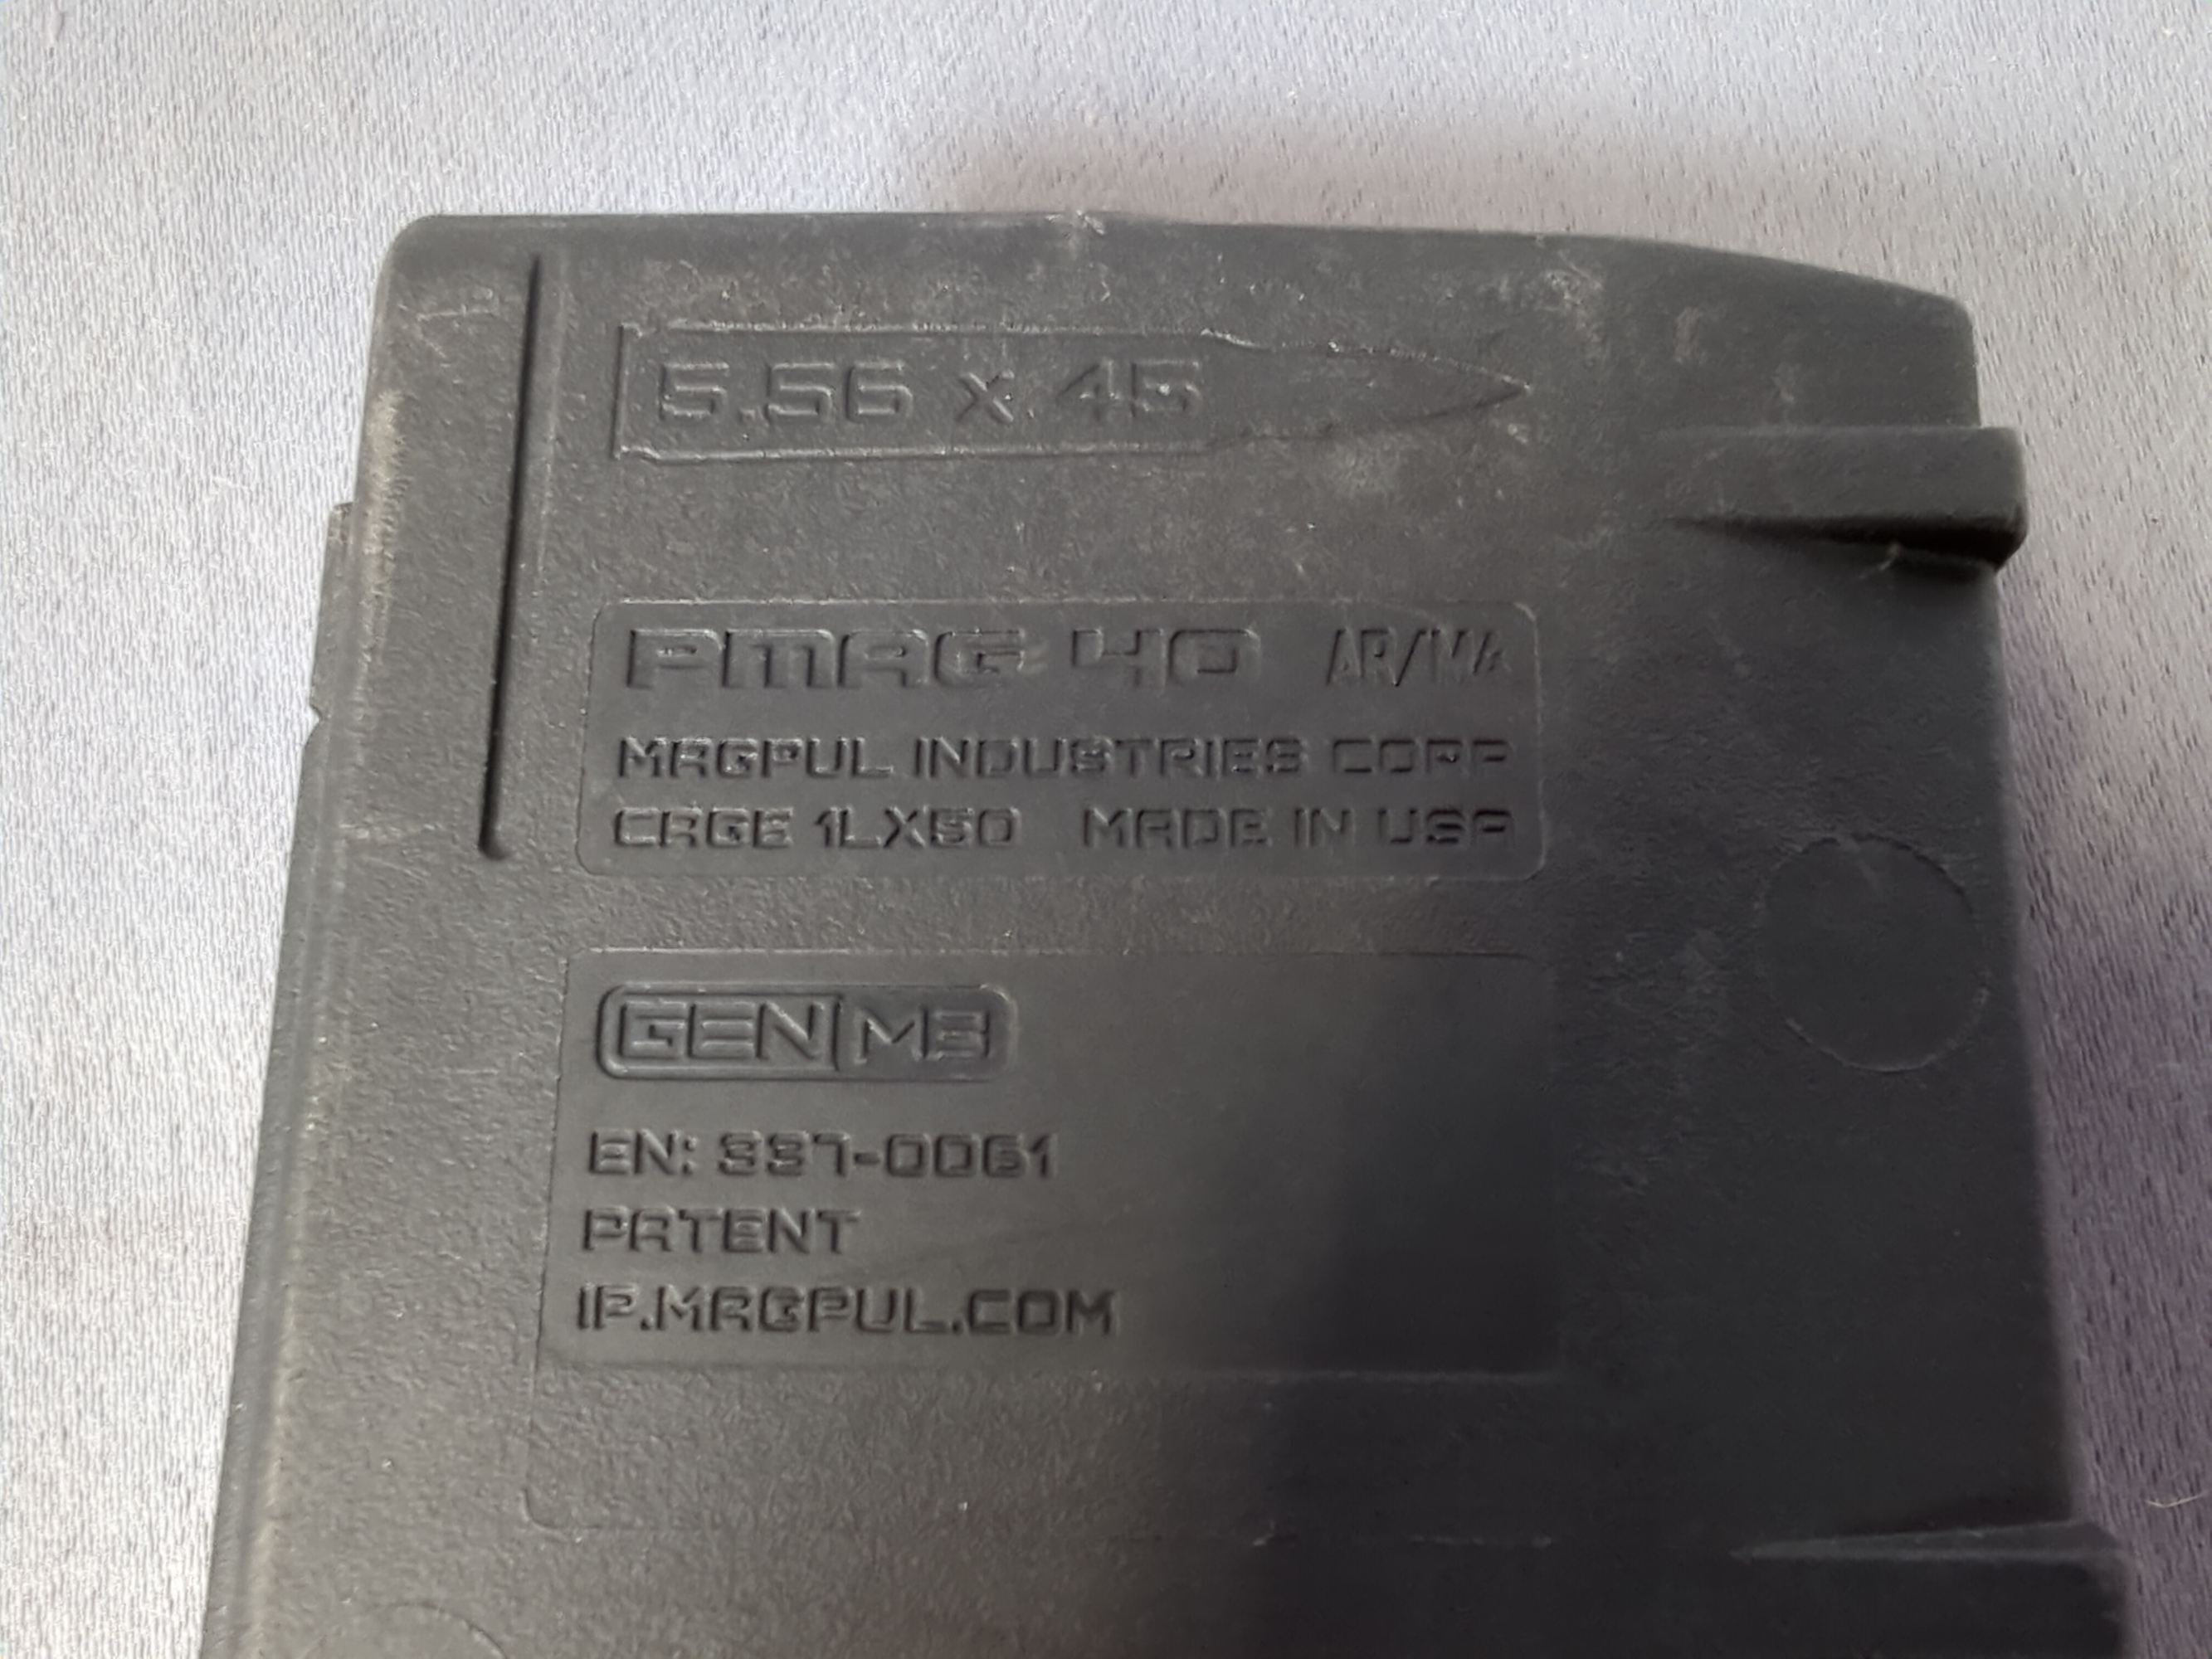 5.56 x 45
PMAG 40 AR/M4
MAGPUL INDUSTRIES CORP
CAGE 1LX50 MADE IN USA
GEN M3
EN: 337-0061
PATENT
IP.MAGPUL.COM